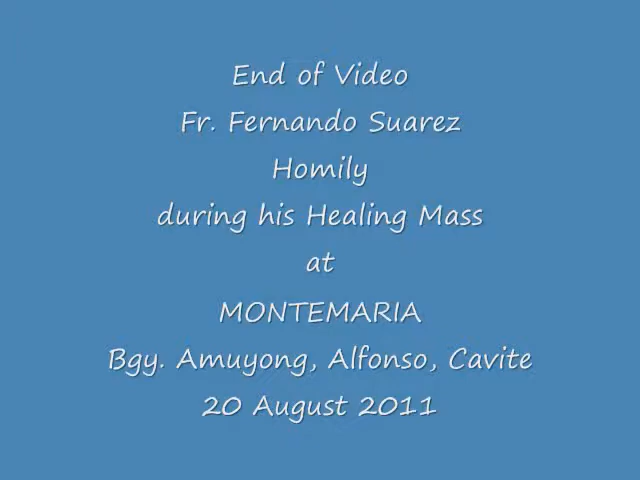 End of Video
Fr. Fernando Suarez
Homily
during his Healing Mass
at
MONTEMARIA
Bgy. Amuyong, Alfonso, Cavite
20 August 2011